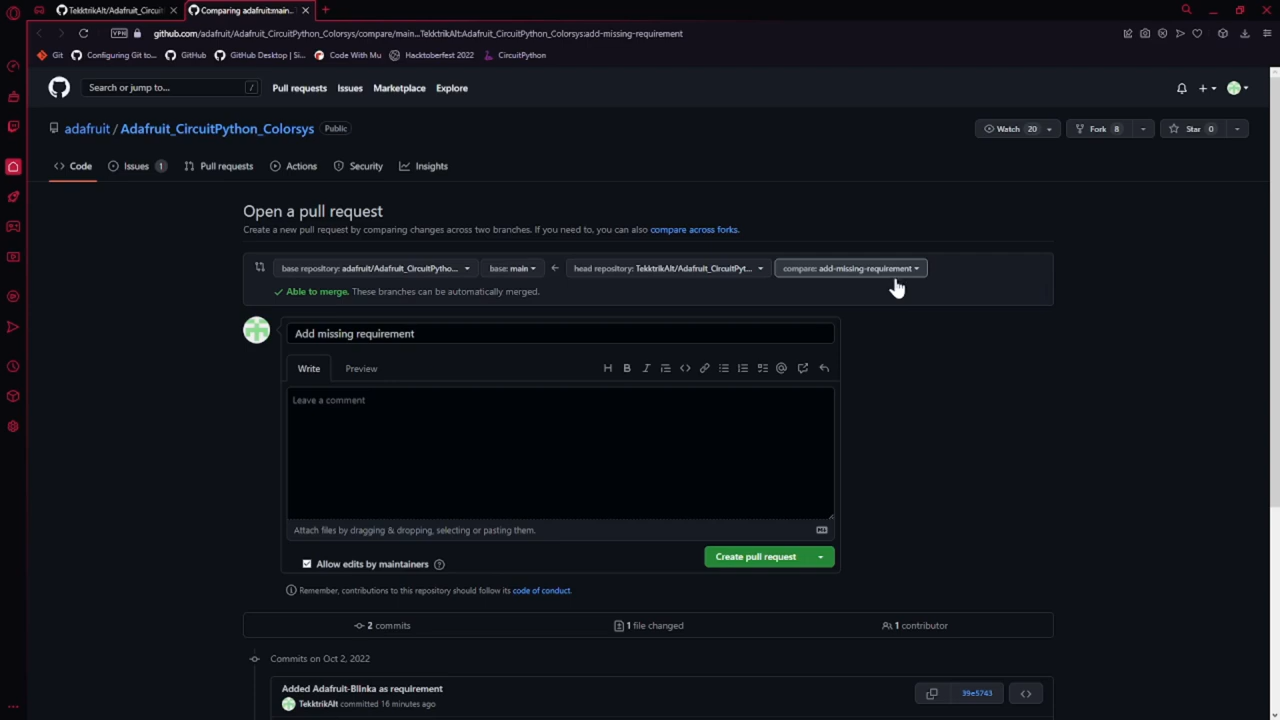 TekktrikAlt/Adafruit_Circuit
Comparing adafruit:main...
VPN
github.com/adafruit/Adafruit_CircuitPython_Colorsys/compare/main...TekktrikAlt:Adafruit_CircuitPython_Colorsys:add-missing-requirement
Git
Configuring Git to...
GitHub
GitHub Desktop | Si...
Code With Mu
Hacktoberfest 2022
CircuitPython
Search or jump to...
/
Pull requests
Issues
Marketplace
Explore
adafruit / Adafruit_CircuitPython_Colorsys
Public
Watch 20
Fork 8
Star 0
Code
Issues 1
Pull requests
Actions
Security
Insights
Open a pull request
Create a new pull request by comparing changes across two branches. If you need to, you can also compare across forks.
base repository: adafruit/Adafruit_CircuitPytho...
base: main
head repository: TekktrikAlt/Adafruit_CircuitPyt...
compare: add-missing-requirement
Able to merge. These branches can be automatically merged.
Add missing requirement
Write
Preview
Leave a comment
Attach files by dragging & dropping, selecting or pasting them.
Allow edits by maintainers
Create pull request
Remember, contributions to this repository should follow its code of conduct.
2 commits
1 file changed
1 contributor
Commits on Oct 2, 2022
Added Adafruit-Blinka as requirement
39e5743
TekktrikAlt committed 16 minutes ago